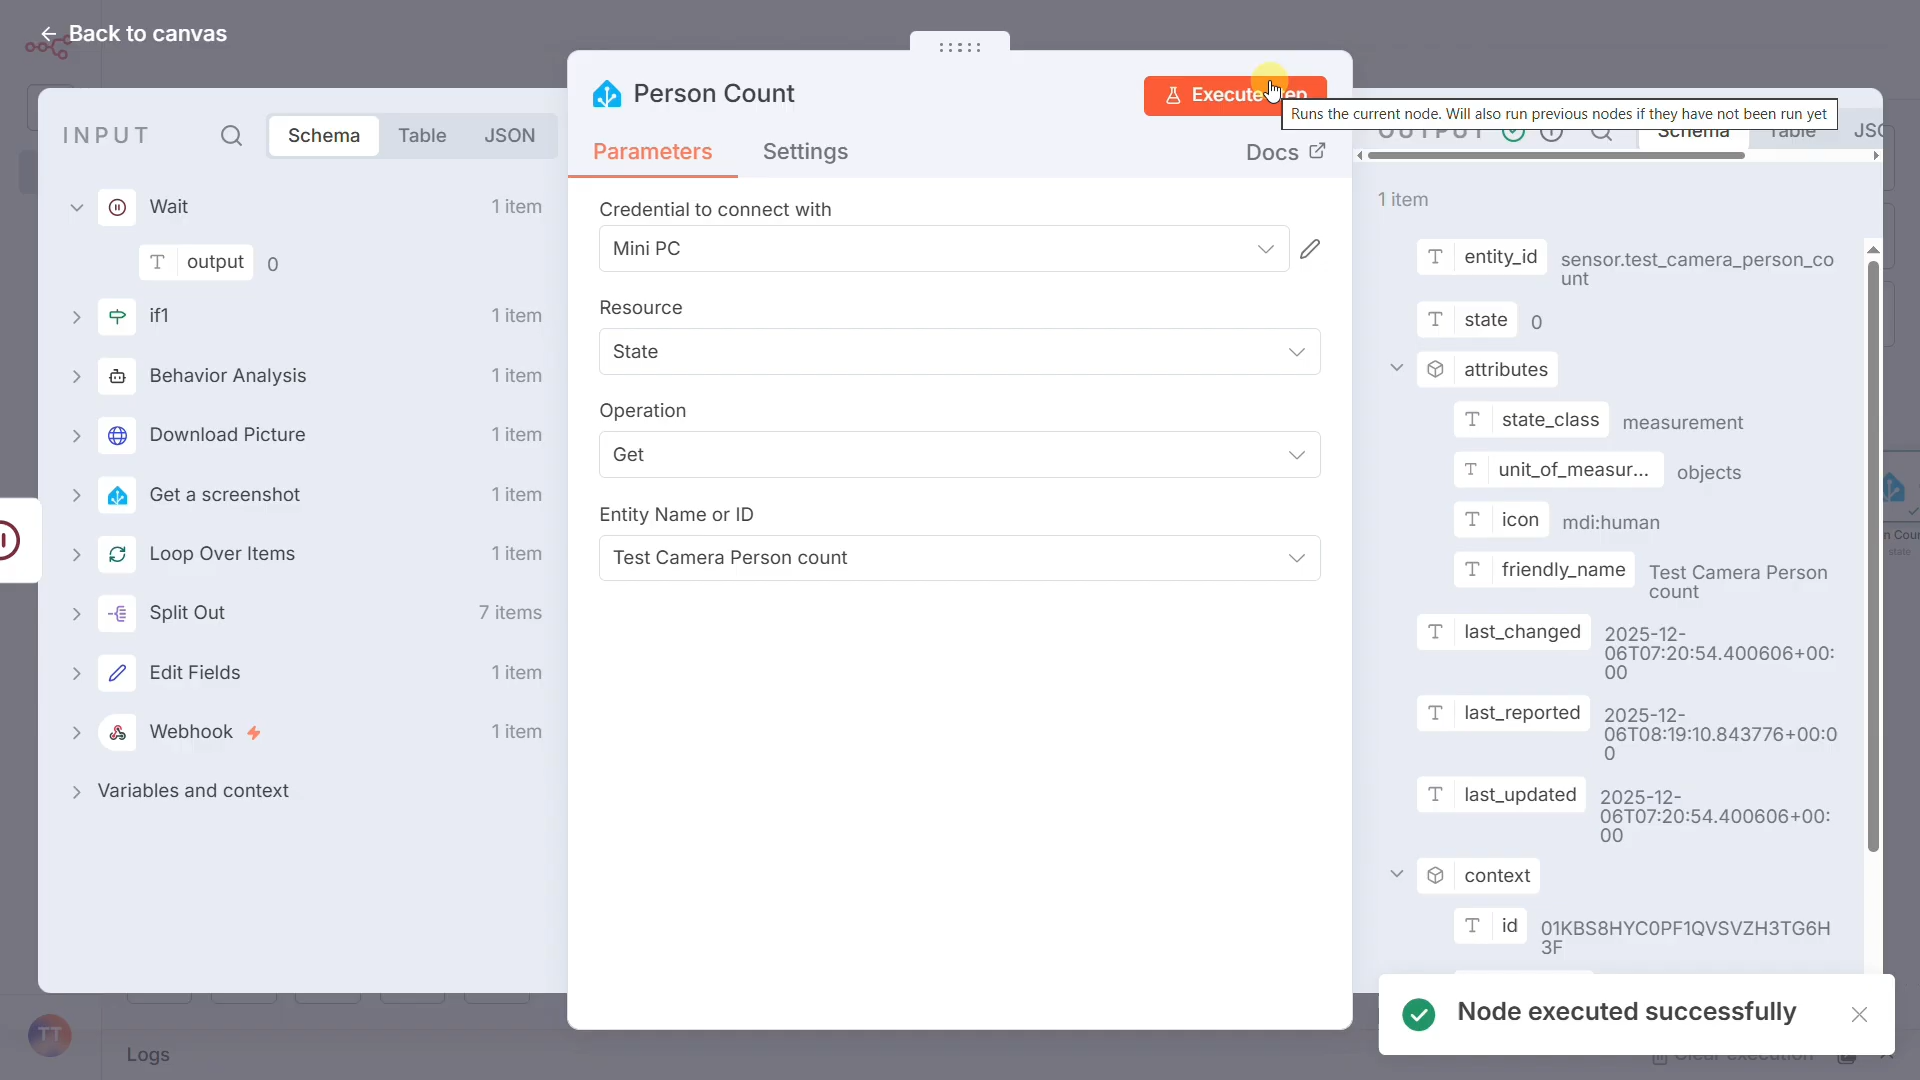 Back to canvas
Person Count
Execute step
Runs the current node. Will also run previous nodes if they have not been run yet
INPUT
Schema
Table
JSON
Parameters
Settings
Docs
OUTPUT
Schema
Table
Wait
1 item
T output 0
if1
1 item
Behavior Analysis
1 item
Download Picture
1 item
Get a screenshot
1 item
Loop Over Items
1 item
Split Out
7 items
Edit Fields
1 item
Webhook
1 item
Variables and context
Credential to connect with
Mini PC
Resource
State
Operation
Get
Entity Name or ID
Test Camera Person count
1 item
T entity_id sensor.test_camera_person_co
unt
T state 0
attributes
T state_class measurement
T unit_of_measur... objects
T icon mdi:human
T friendly_name Test Camera Person
count
T last_changed 2025-12-
06T07:20:54.400606+00:
00
T last_reported 2025-12-
06T08:19:10.843776+00:0
0
T last_updated 2025-12-
06T07:20:54.400606+00:
00
context
T id 01KBS8HYC0PF1QVSVZH3TG6H
3F
Node executed successfully
TT
Logs
Clear execution